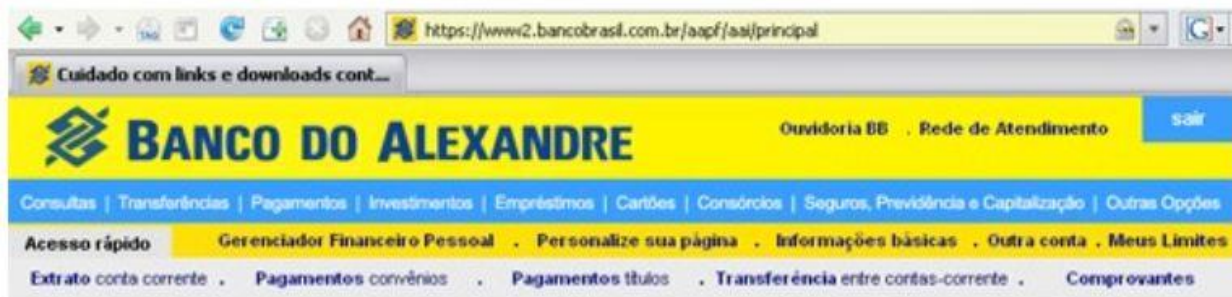 https://www2.bancobrasil.com.br/aapf/aai/principal
Cuidado com links e downloads cont...
BANCO DO ALEXANDRE
Ouvidoria BB . Rede de Atendimento
sair
Consultas | Transferências | Pagamentos | Investimentos | Empréstimos | Cartões | Consórcios | Seguros, Previdência e Capitalização | Outras Opções
Acesso rápido Gerenciador Financeiro Pessoal . Personalize sua página . Informações básicas . Outra conta . Meus Limites
Extrato conta corrente . Pagamentos convênios . Pagamentos títulos . Transferência entre contas-corrente . Comprovantes